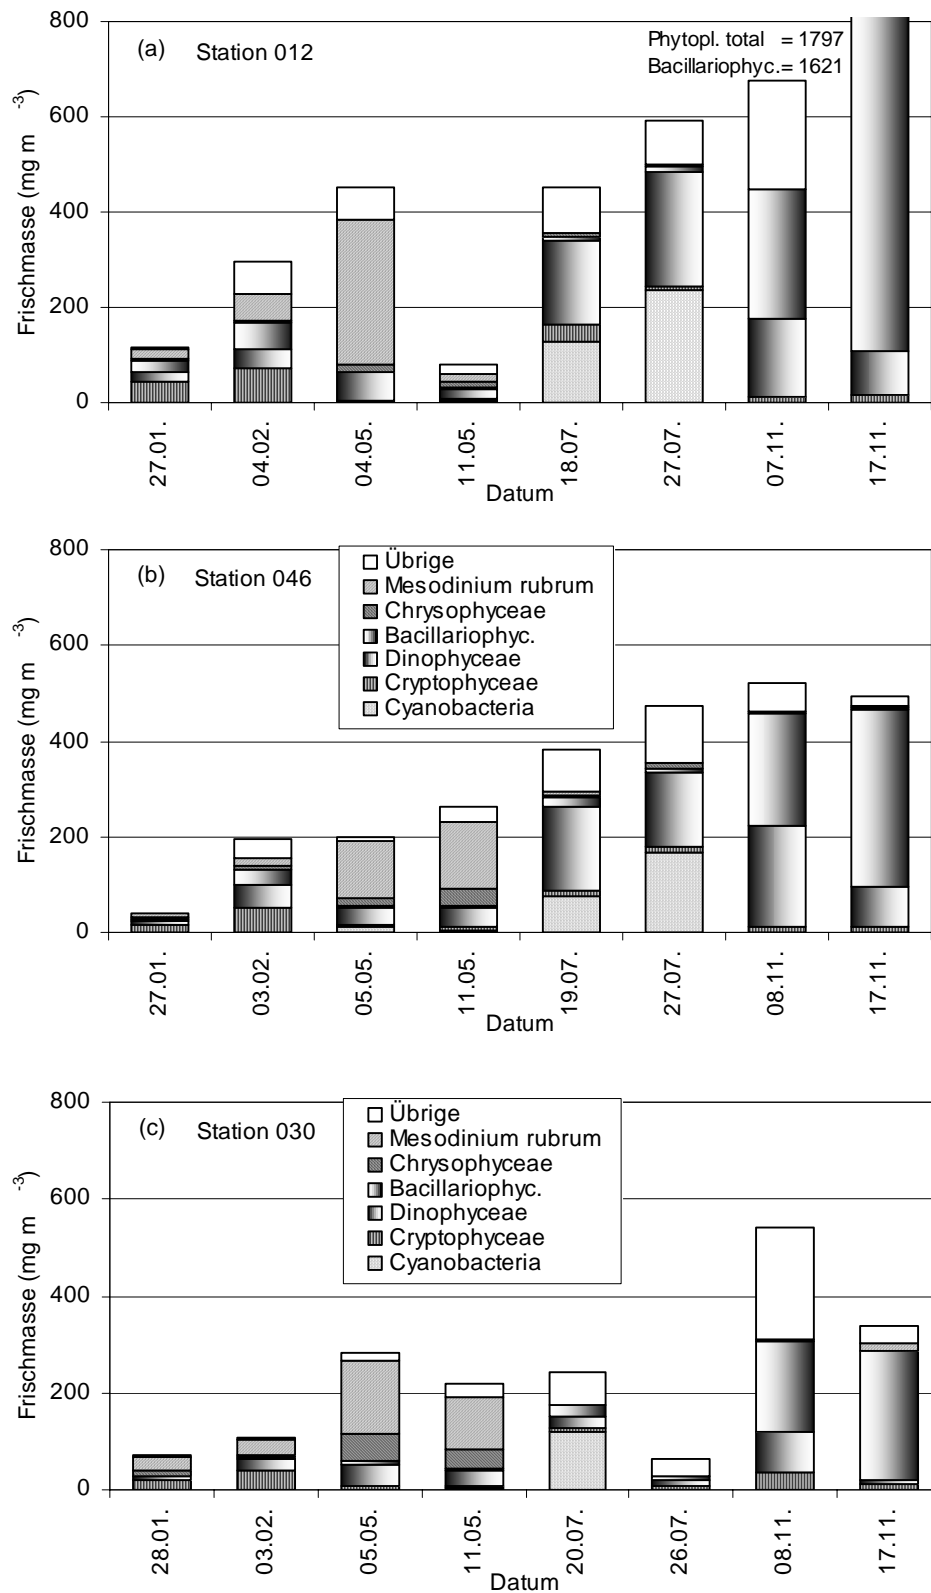 (a) Station 012
Phytopl. total = 1797
Bacillariophyc.= 1621
Frischmasse (mg m -3)
800
600
400
200
0
27.01. 04.02. 04.05. 11.05. 18.07. 27.07. 07.11. 17.11.
Datum
(b) Station 046
Übrige
Mesodinium rubrum
Chrysophyceae
Bacillariophyc.
Dinophyceae
Cryptophyceae
Cyanobacteria
Frischmasse (mg m -3)
800
600
400
200
0
27.01. 03.02. 05.05. 11.05. 19.07. 27.07. 08.11. 17.11.
Datum
(c) Station 030
Übrige
Mesodinium rubrum
Chrysophyceae
Bacillariophyc.
Dinophyceae
Cryptophyceae
Cyanobacteria
Frischmasse (mg m -3)
800
600
400
200
0
28.01. 03.02. 05.05. 11.05. 20.07. 26.07. 08.11. 17.11.
Datum